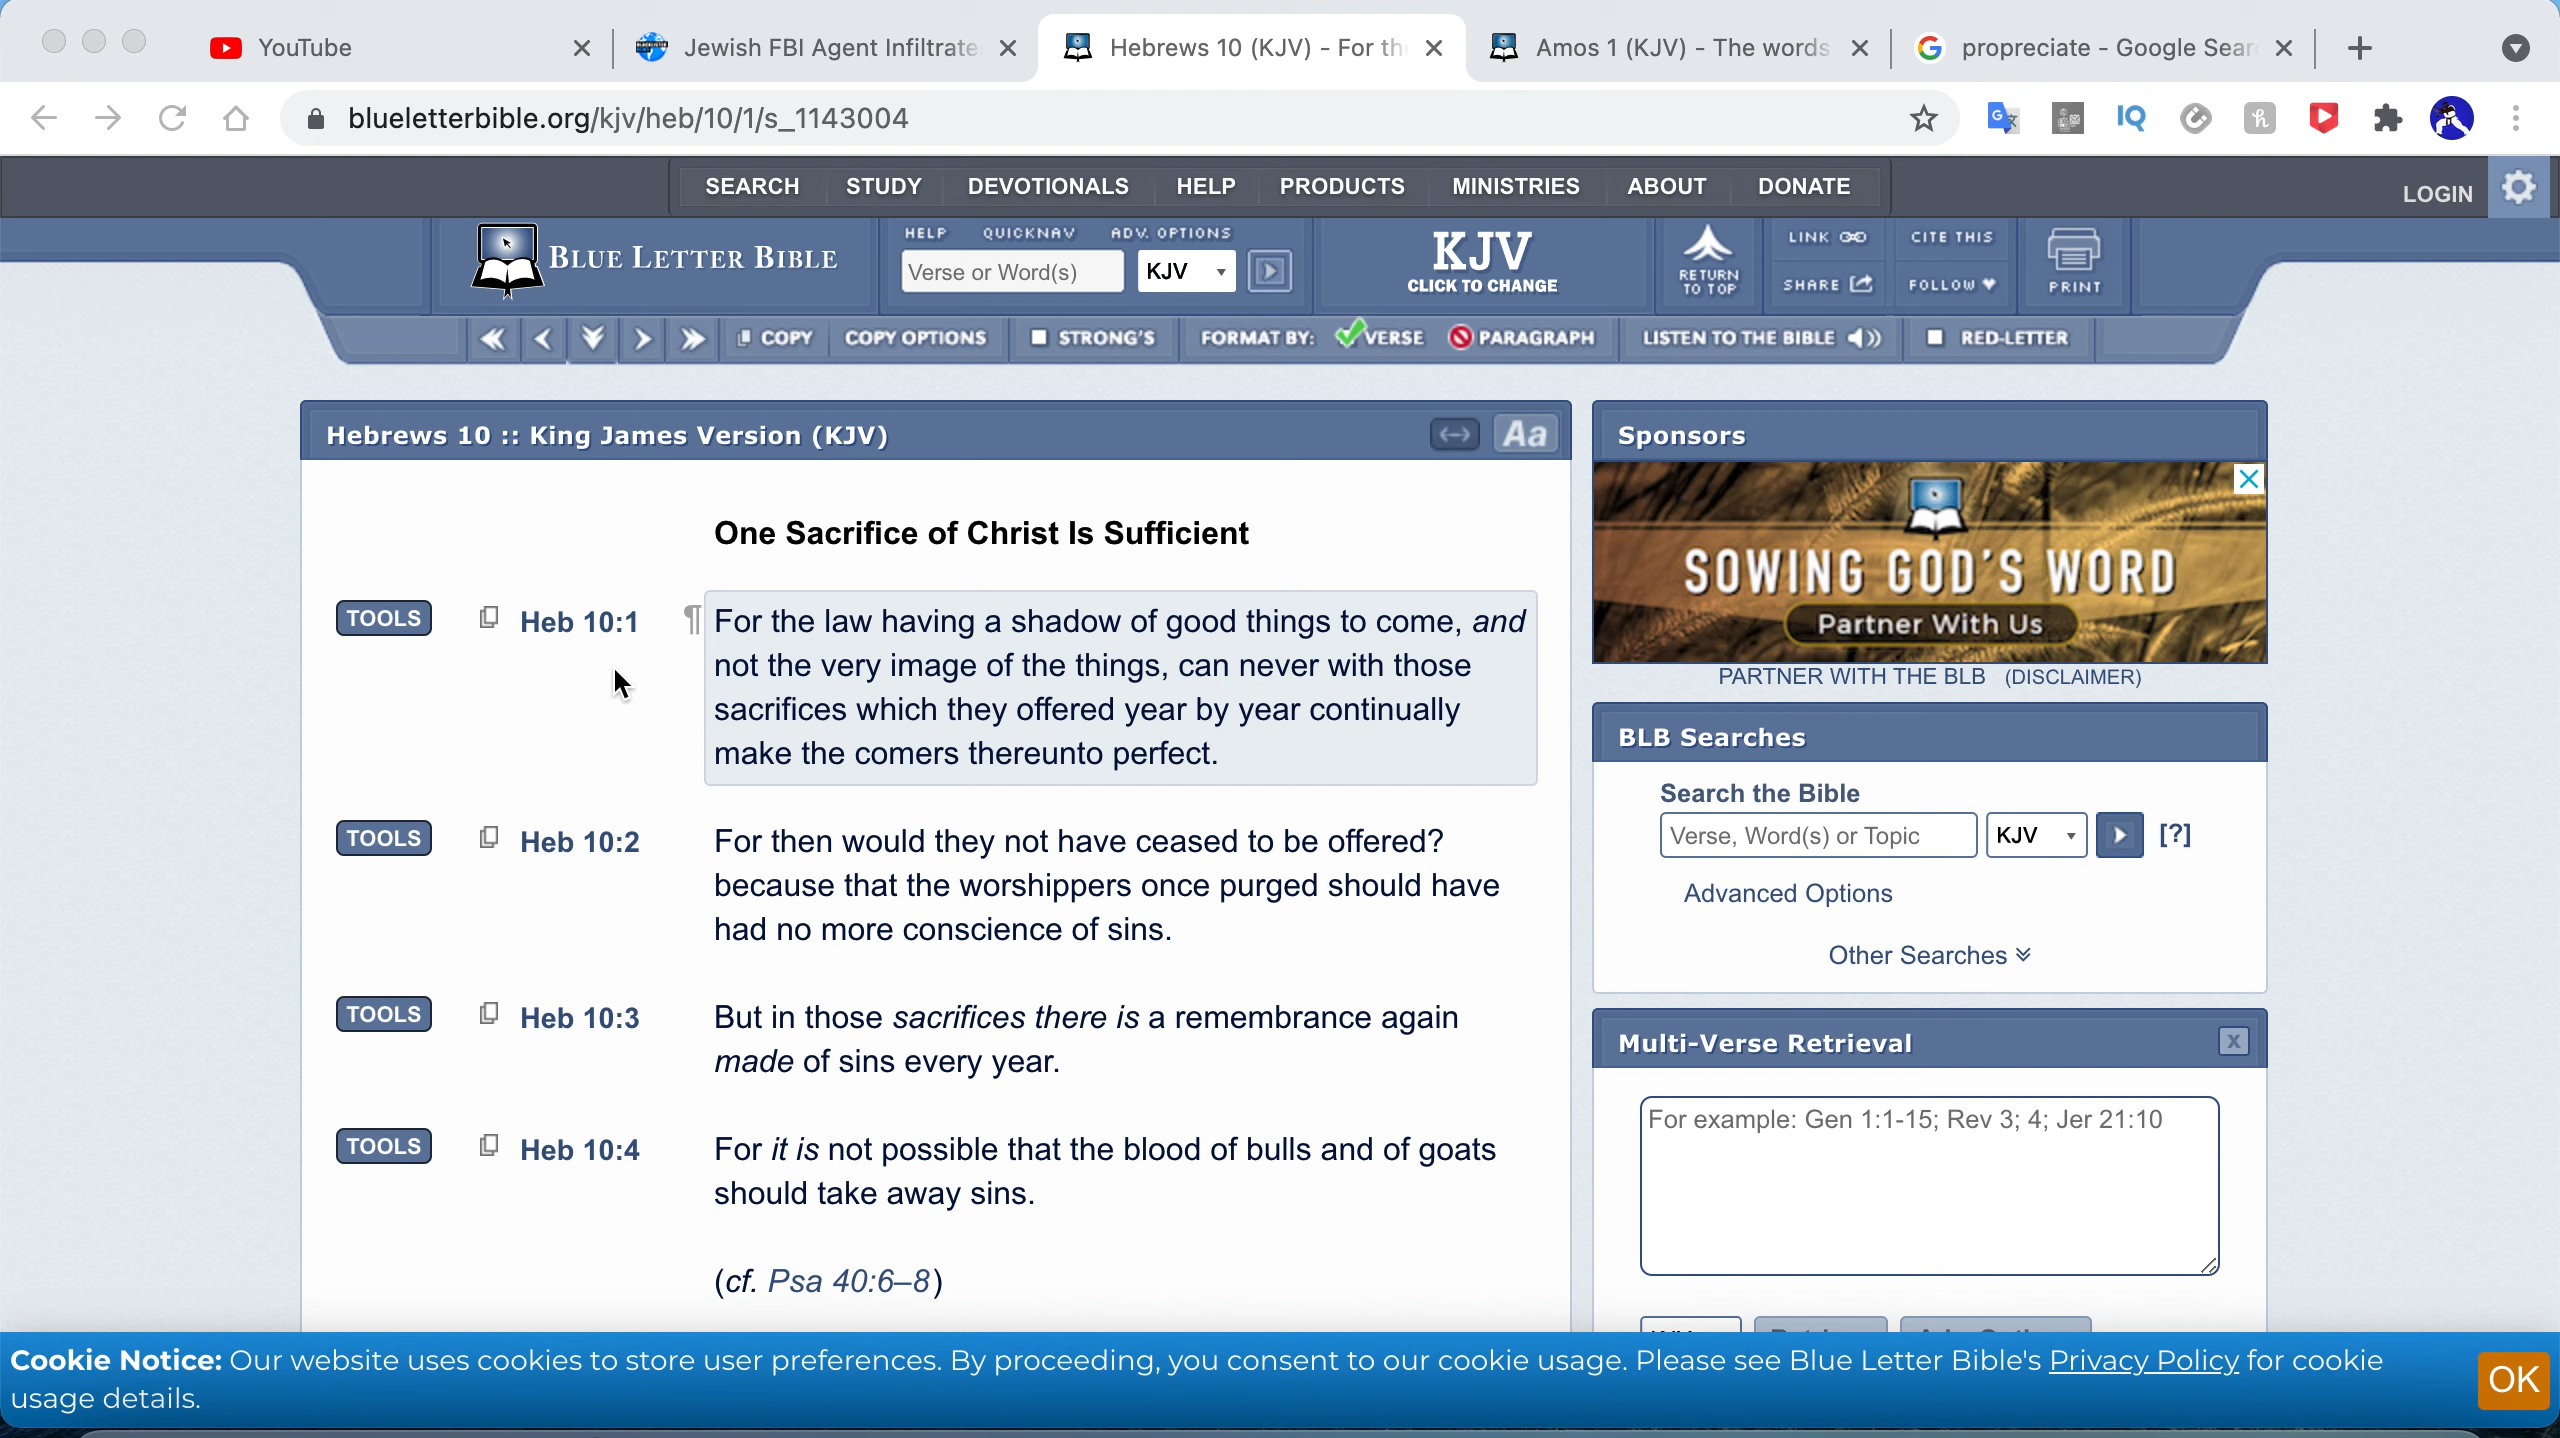 YouTube
Jewish FBI Agent Infiltrate
Hebrews 10 (KJV) - For th
Amos 1 (KJV) - The words
propreciate - Google Sear
blueletterbible.org/kjv/heb/10/1/s_1143004
SEARCH STUDY DEVOTIONALS HELP PRODUCTS MINISTRIES ABOUT DONATE
LOGIN
BLUE LETTER BIBLE
HELP QUICKNAV ADV. OPTIONS
Verse or Word(s) KJV
KJV
CLICK TO CHANGE
RETURN
TO TOP
LINK
CITE THIS
SHARE
FOLLOW
PRINT
COPY COPY OPTIONS STRONG'S FORMAT BY: VERSE PARAGRAPH LISTEN TO THE BIBLE RED-LETTER
Hebrews 10 :: King James Version (KJV)
Aa
One Sacrifice of Christ Is Sufficient
TOOLS Heb 10:1 ¶ For the law having a shadow of good things to come, and
not the very image of the things, can never with those
sacrifices which they offered year by year continually
make the comers thereunto perfect.
TOOLS Heb 10:2 For then would they not have ceased to be offered?
because that the worshippers once purged should have
had no more conscience of sins.
TOOLS Heb 10:3 But in those sacrifices there is a remembrance again
made of sins every year.
TOOLS Heb 10:4 For it is not possible that the blood of bulls and of goats
should take away sins.
(cf. Psa 40:6–8)
Sponsors
SOWING GOD'S WORD
Partner With Us
PARTNER WITH THE BLB (DISCLAIMER)
BLB Searches
Search the Bible
Verse, Word(s) or Topic KJV [?]
Advanced Options
Other Searches
Multi-Verse Retrieval
X
For example: Gen 1:1-15; Rev 3; 4; Jer 21:10
Cookie Notice: Our website uses cookies to store user preferences. By proceeding, you consent to our cookie usage. Please see Blue Letter Bible's Privacy Policy for cookie
usage details.
OK